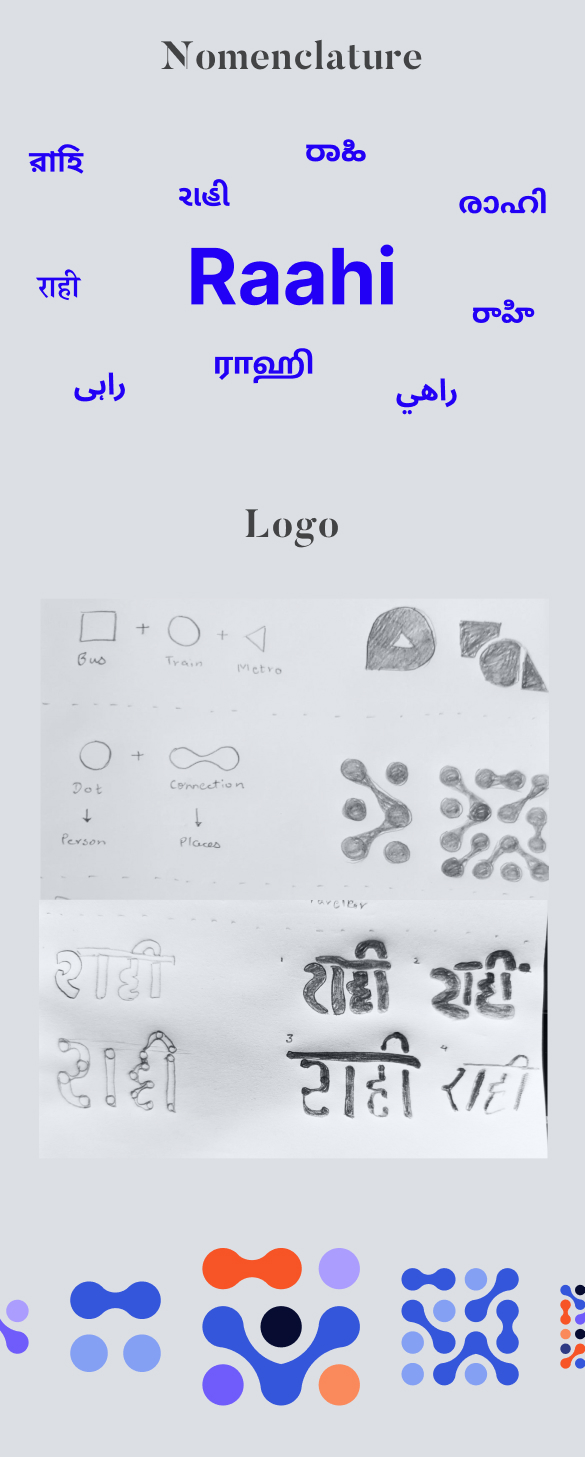 Nomenclature
রাহি
రాహి
રાહી
രാഹി
Raahi
राही
ರಾಹಿ
ராஹி
راہی
راهي
Logo
Bus + Train + Metro
Dot + Connection
Person Places
राही
1 राही
2 राही
राही
3 राही
4 राही